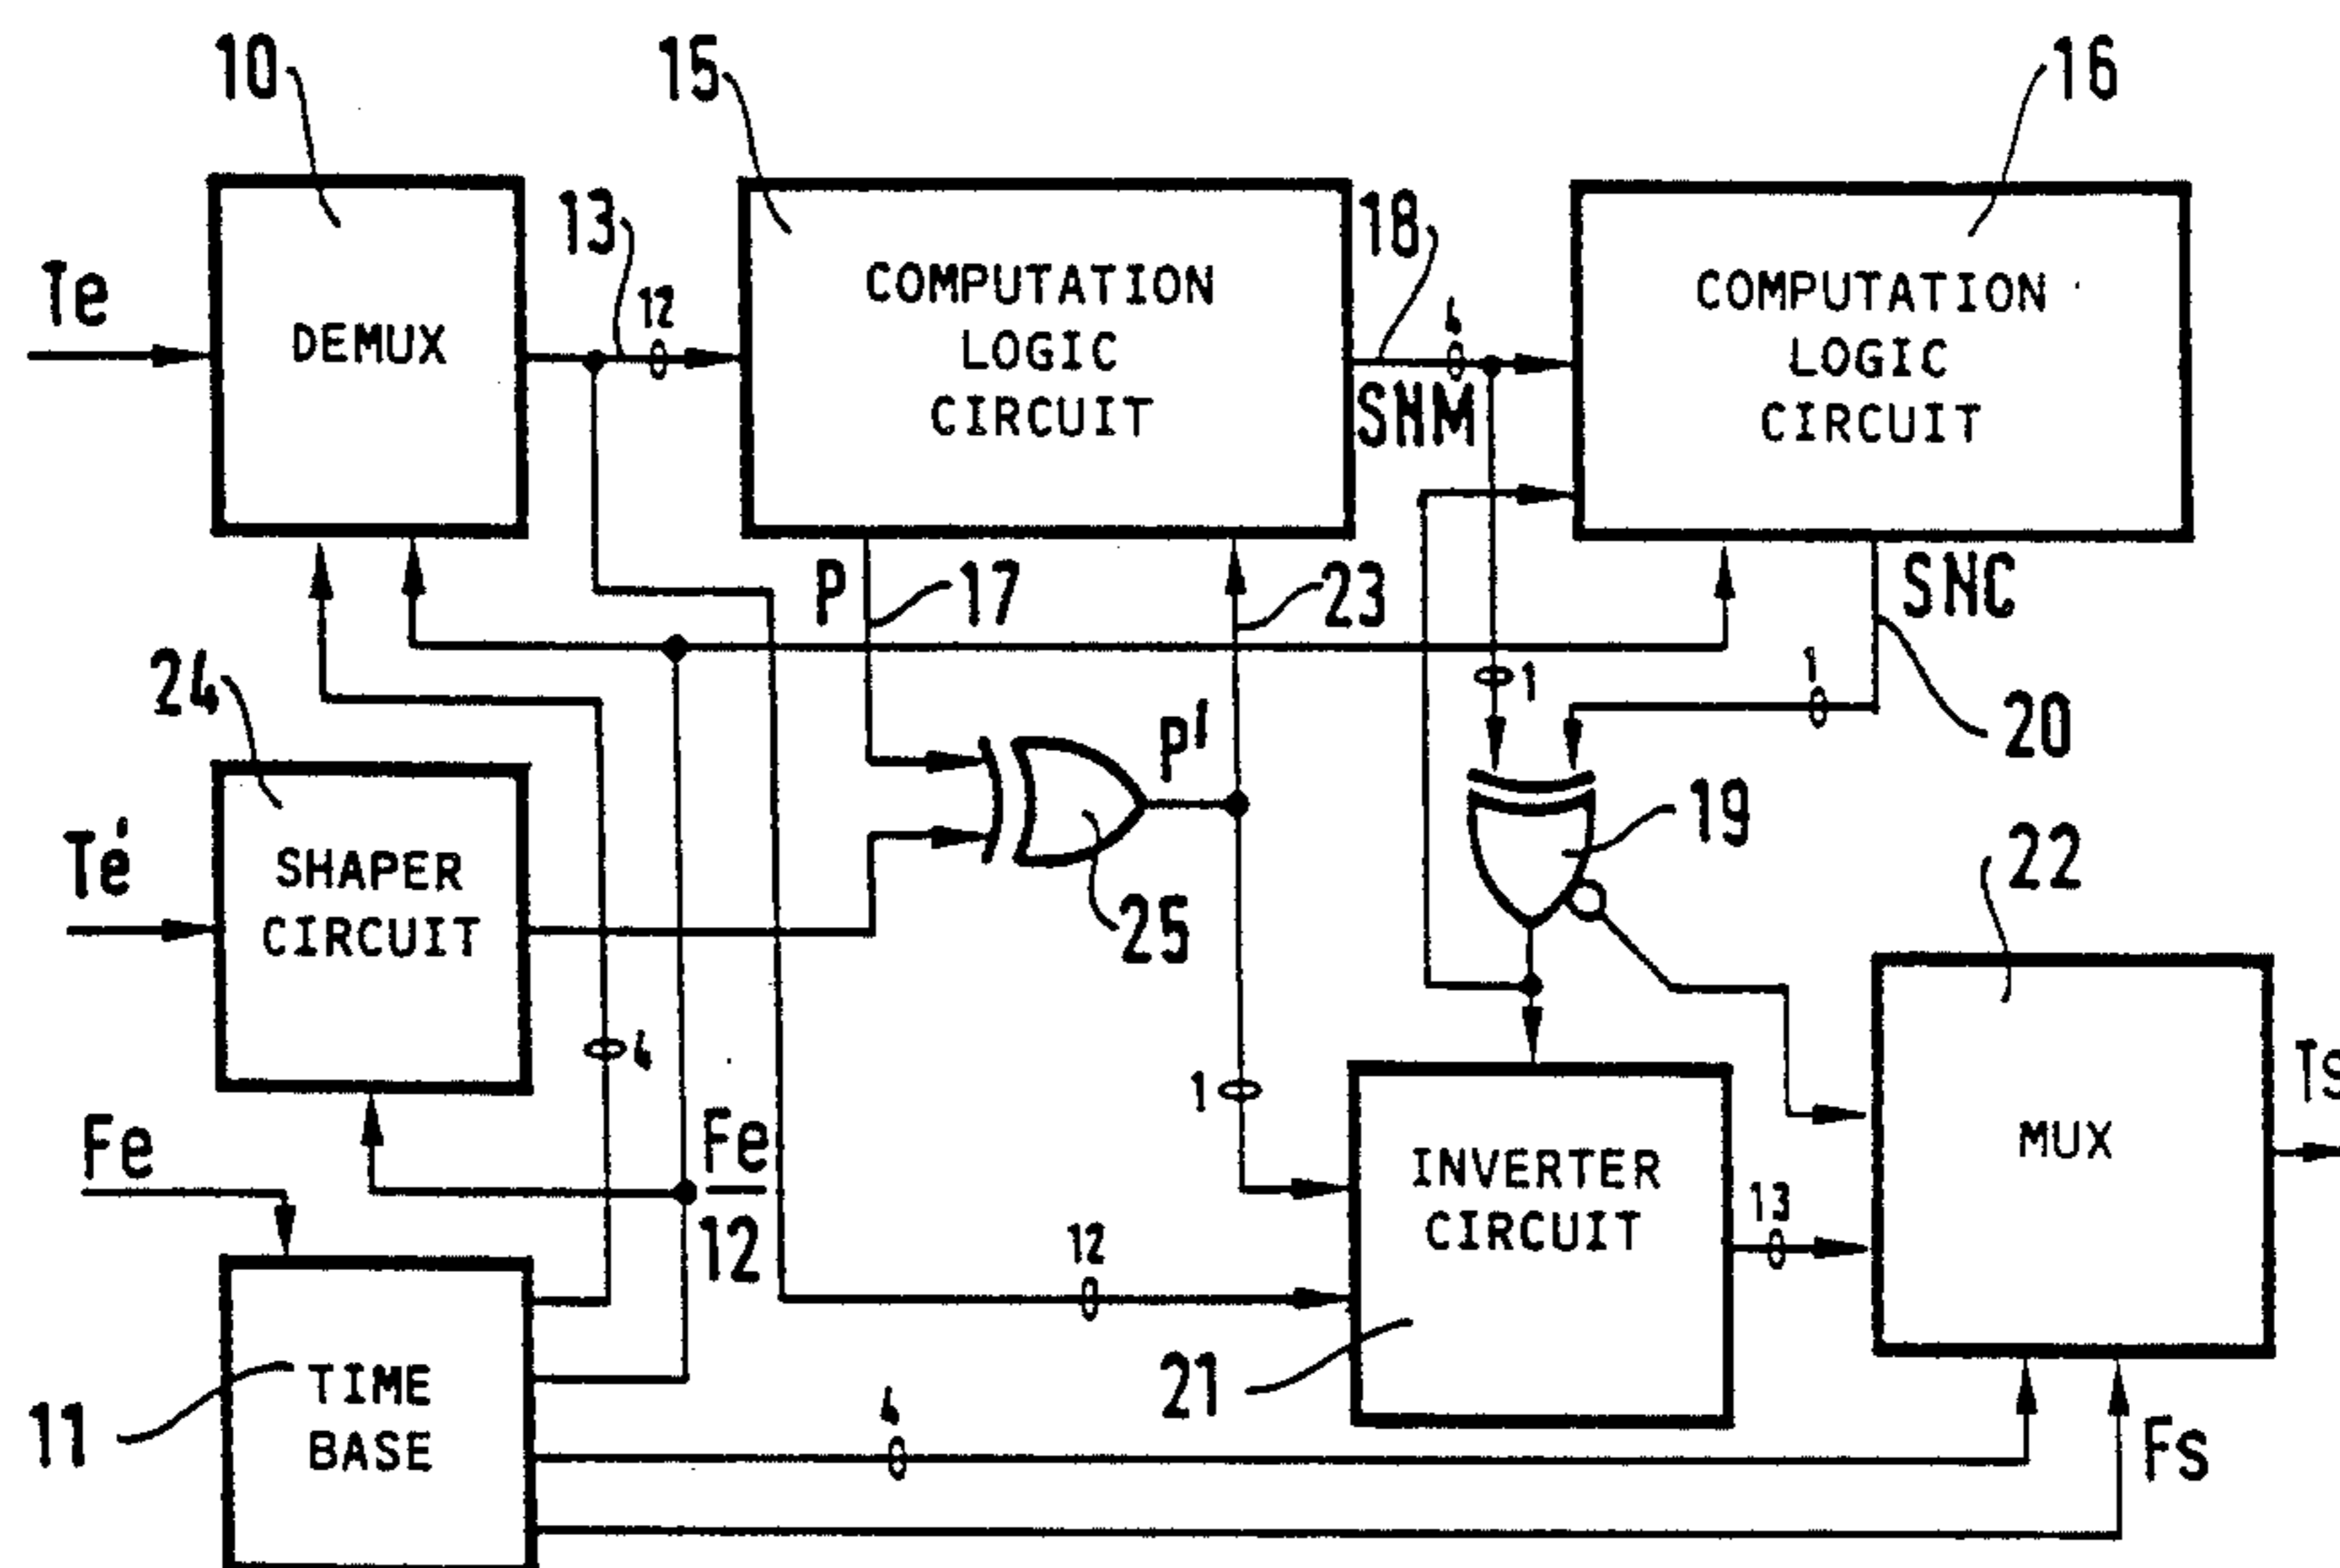 10
15
16
13
18
Te
12
4
DEMUX
COMPUTATION
LOGIC
CIRCUIT
COMPUTATION
LOGIC
CIRCUIT
SNM
P
17
23
SNC
24
1
1
20
P'
19
Té
SHAPER
CIRCUIT
25
22
4
Fe
Fe
12
1
INVERTER
CIRCUIT
MUX
Ts
13
12
11
TIME
BASE
21
4
Fs